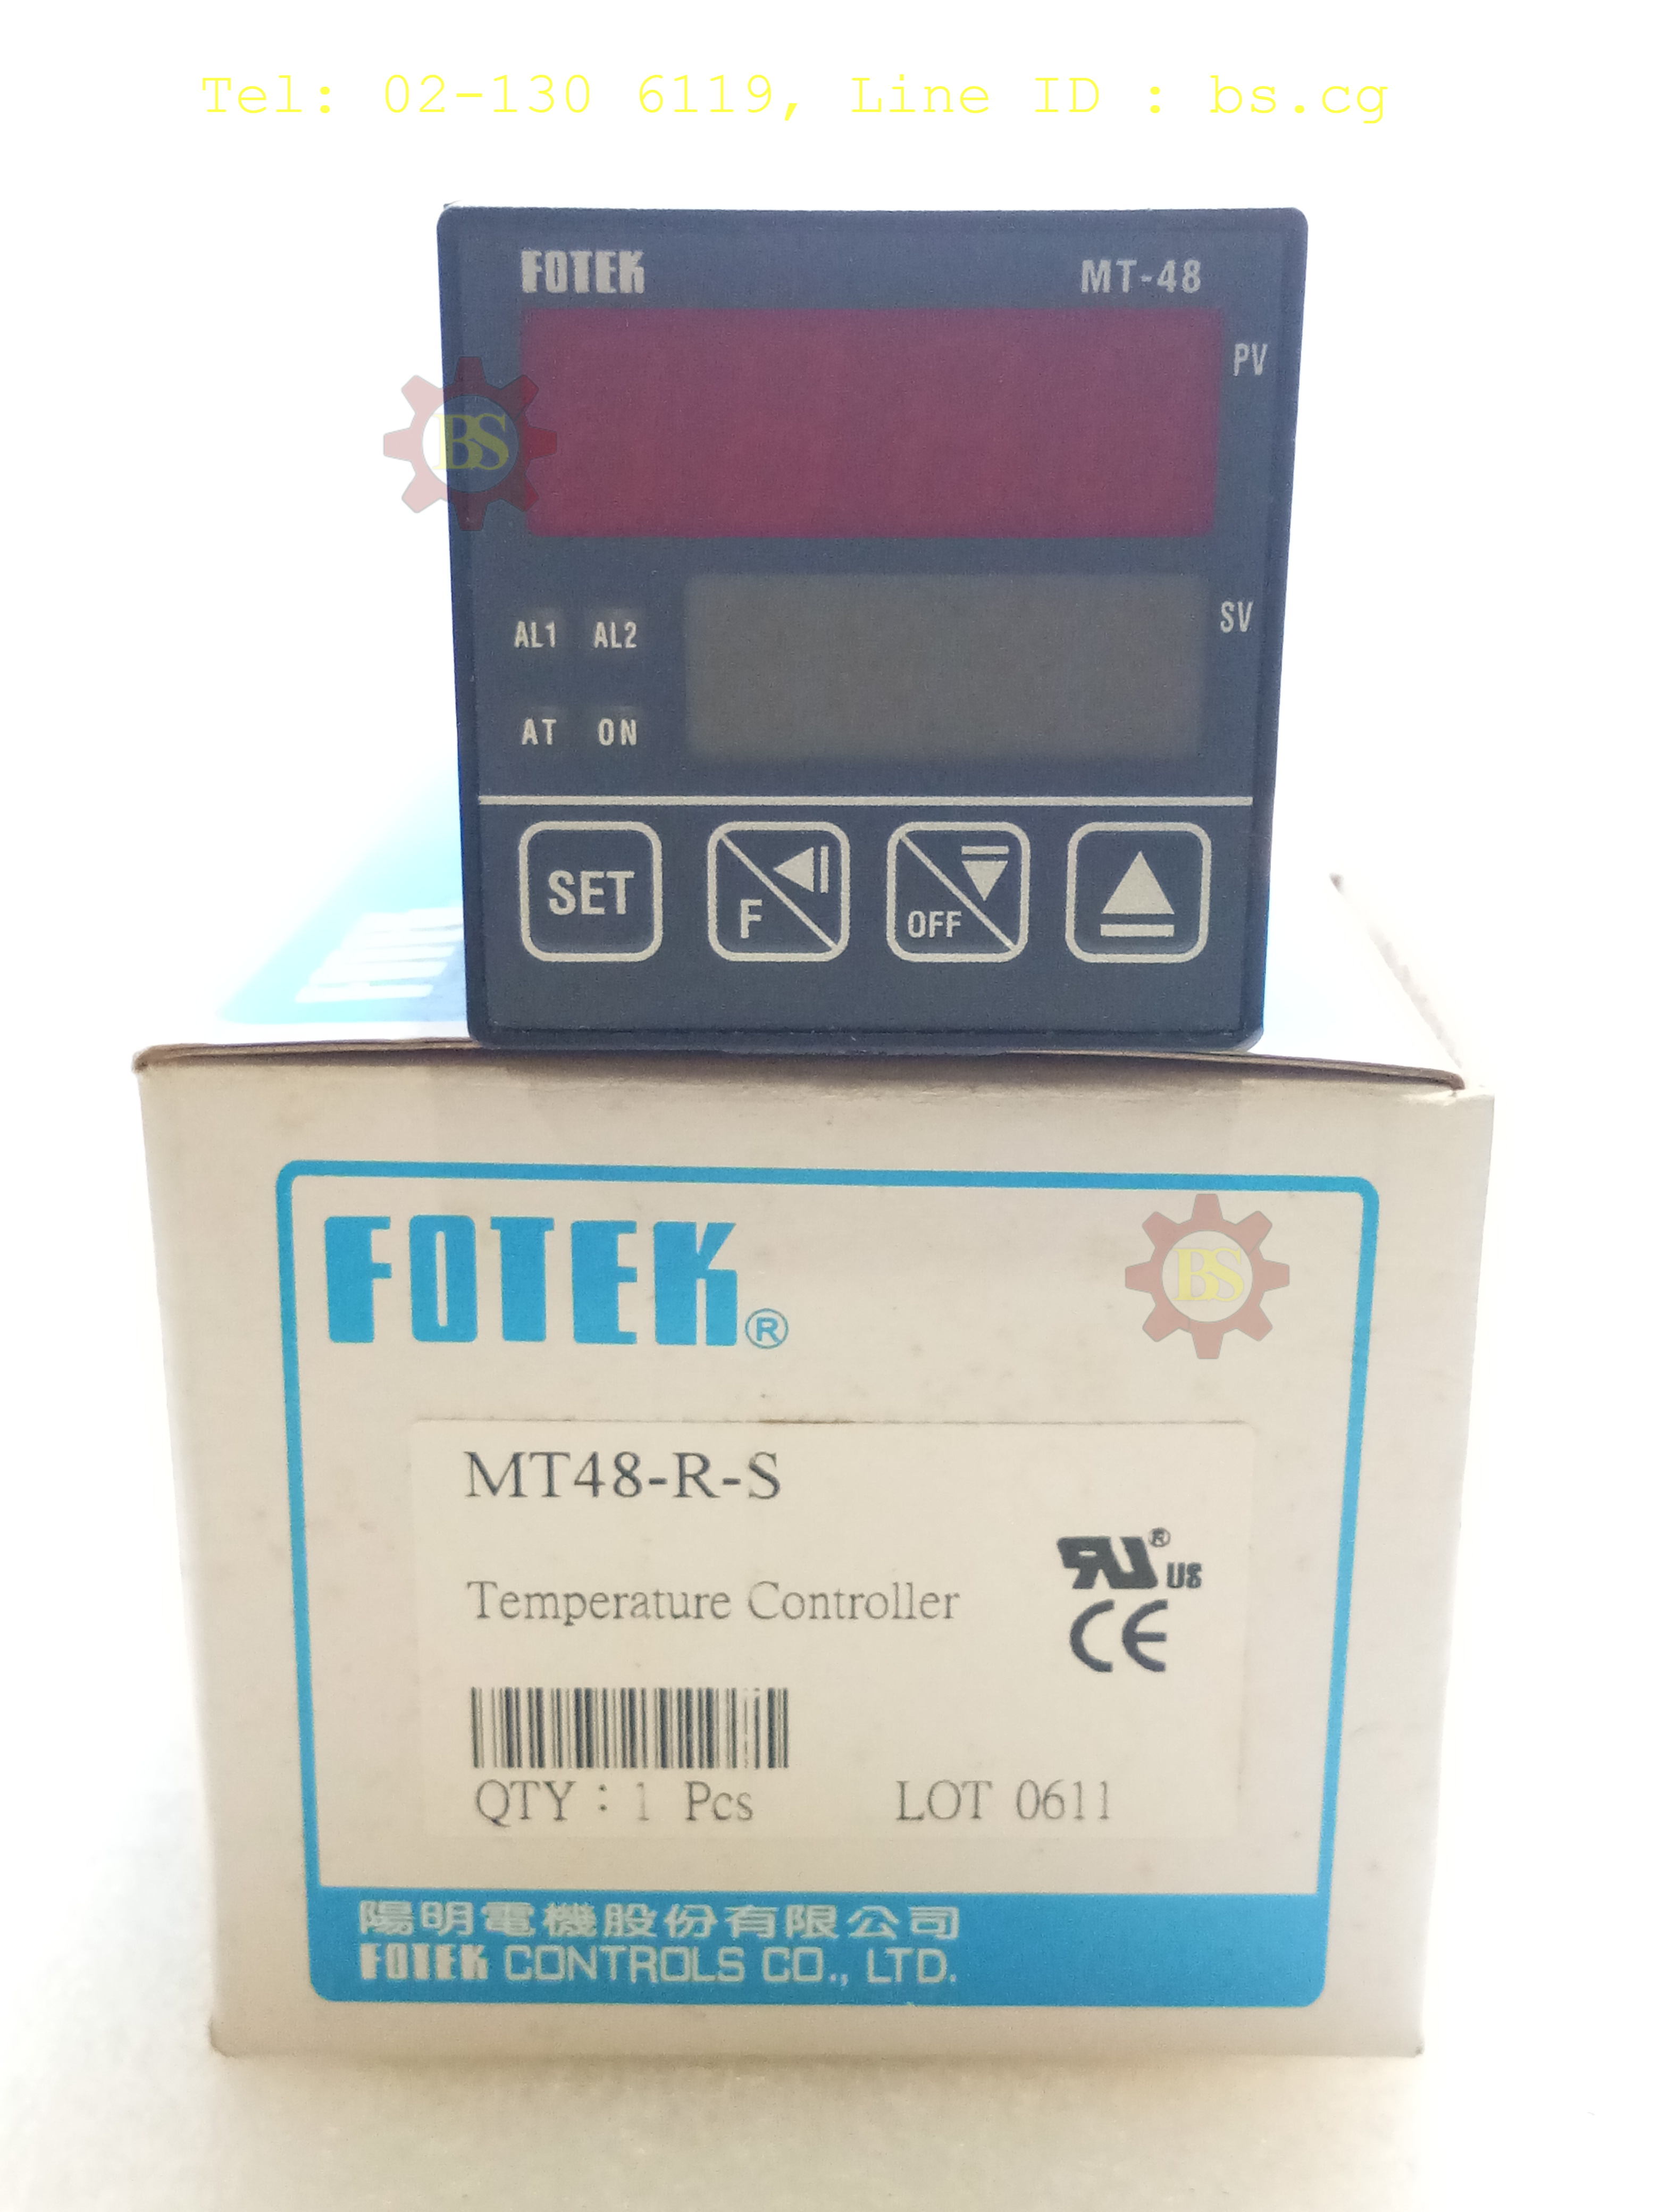 Tel: 02-130 6119, Line ID : bs.cg
FOTEK MT-48
PV
BS
SV
AL1 AL2
AT ON
SET F OFF
FOTEK
FOTEK®
BS
MT48-R-S
Temperature Controller
RU® US
CE
QTY : 1 Pcs LOT 0611
陽明電機股份有限公司
FOTEK CONTROLS CO., LTD.